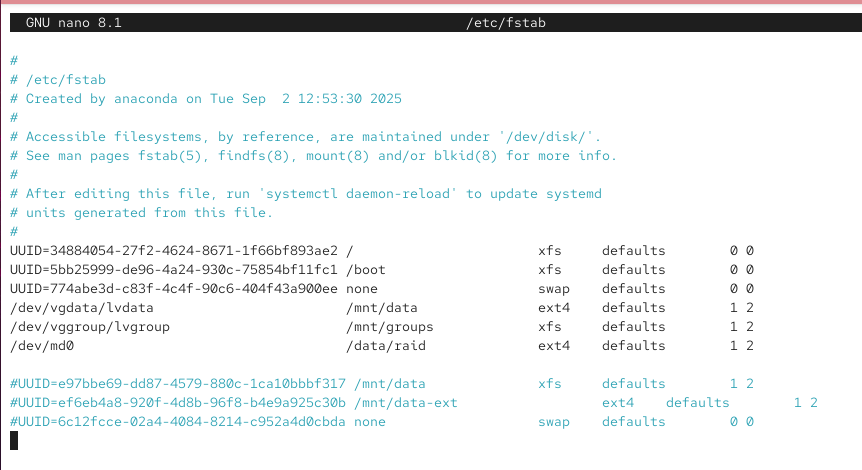 GNU nano 8.1 /etc/fstab
#
# /etc/fstab
# Created by anaconda on Tue Sep  2 12:53:30 2025
#
# Accessible filesystems, by reference, are maintained under '/dev/disk/'.
# See man pages fstab(5), findfs(8), mount(8) and/or blkid(8) for more info.
#
# After editing this file, run 'systemctl daemon-reload' to update systemd
# units generated from this file.
#
UUID=34884054-27f2-4624-8671-1f66bf893ae2 /                       xfs     defaults        0 0
UUID=5bb25999-de96-4a24-930c-75854bf11fc1 /boot                   xfs     defaults        0 0
UUID=774abe3d-c83f-4c4f-90c6-404f43a900ee none                    swap    defaults        0 0
/dev/vgdata/lvdata                        /mnt/data               ext4    defaults        1 2
/dev/vggroup/lvgroup                      /mnt/groups             xfs     defaults        1 2
/dev/md0                                  /data/raid              ext4    defaults        1 2
#UUID=e97bbe69-dd87-4579-880c-1ca10bbbf317 /mnt/data              xfs     defaults        1 2
#UUID=ef6eb4a8-920f-4d8b-96f8-b4e9a925c30b /mnt/data-ext                  ext4    defaults        1 2
#UUID=6c12fcce-02a4-4084-8214-c952a4d0cbda none                   swap    defaults        0 0